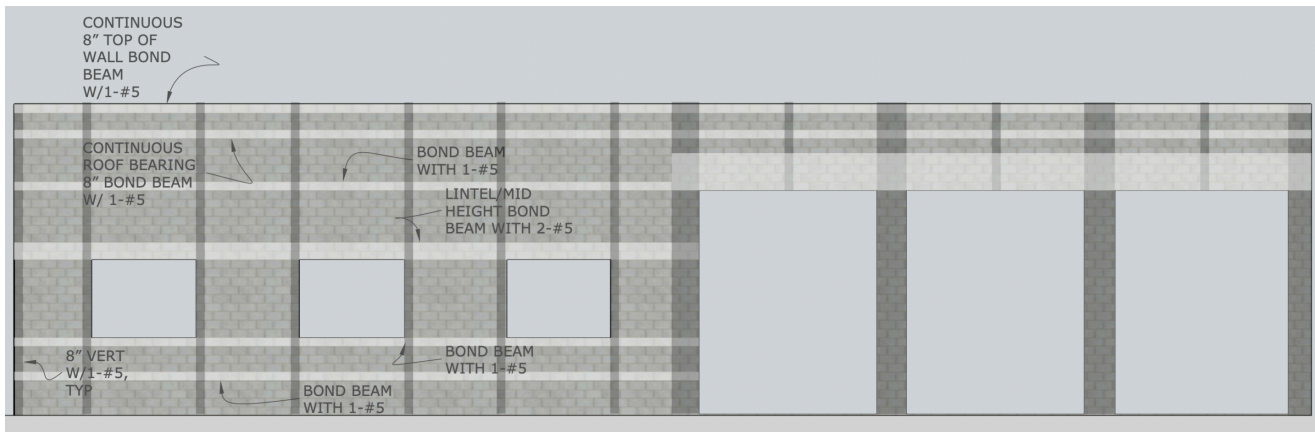 CONTINUOUS
8” TOP OF
WALL BOND
BEAM
W/1-#5
CONTINUOUS
ROOF BEARING
8” BOND BEAM
W/ 1-#5
BOND BEAM
WITH 1-#5
LINTEL/MID
HEIGHT BOND
BEAM WITH 2-#5
8” VERT
W/1-#5,
TYP
BOND BEAM
WITH 1-#5
BOND BEAM
WITH 1-#5